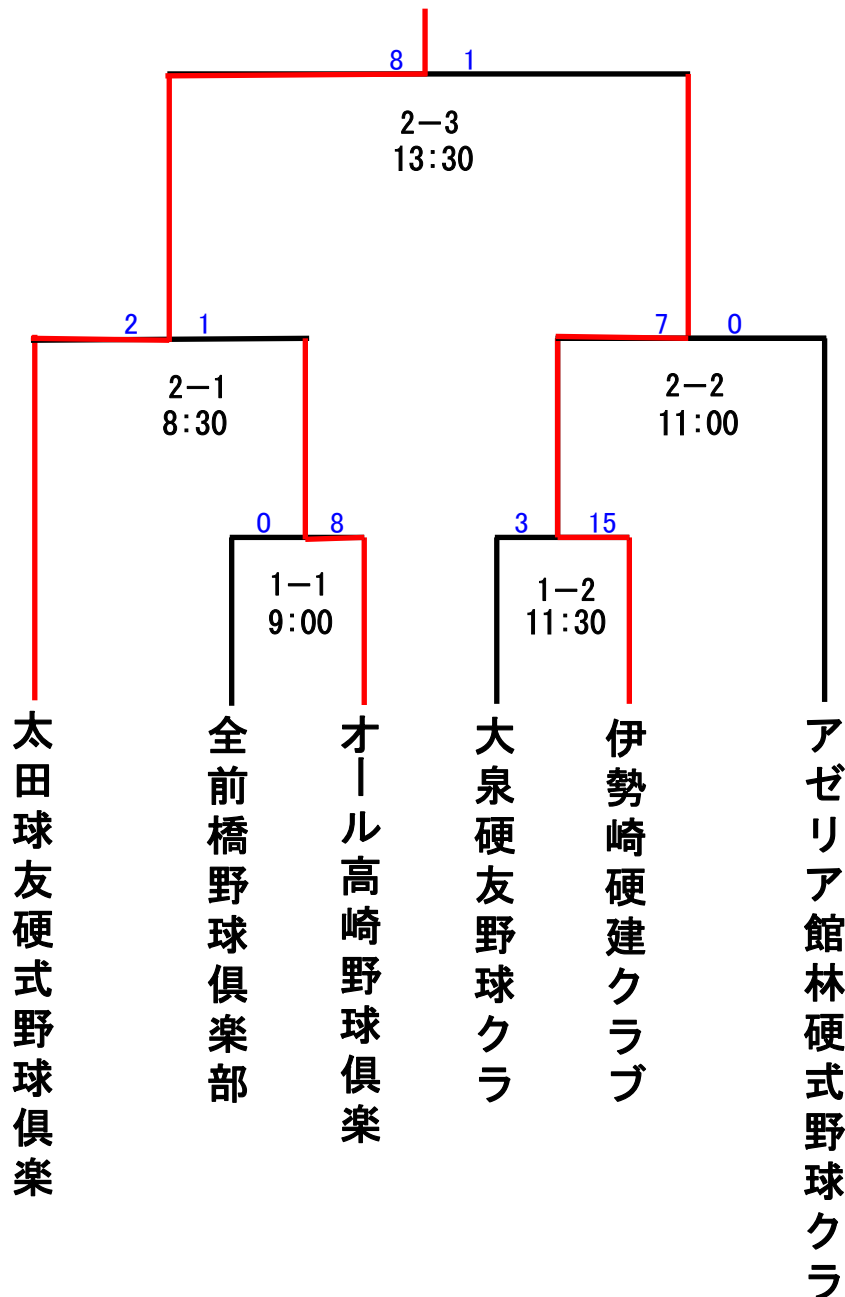 8 1
2－3
13:30
2 1
7 0
2－1
8:30
2－2
11:00
0 8
3 15
1－1
9:00
1－2
11:30
太田球友硬式野球倶楽
全前橋野球倶楽部
オール高崎野球倶楽
大泉硬友野球クラ
伊勢崎硬建クラブ
アゼリア館林硬式野球クラ